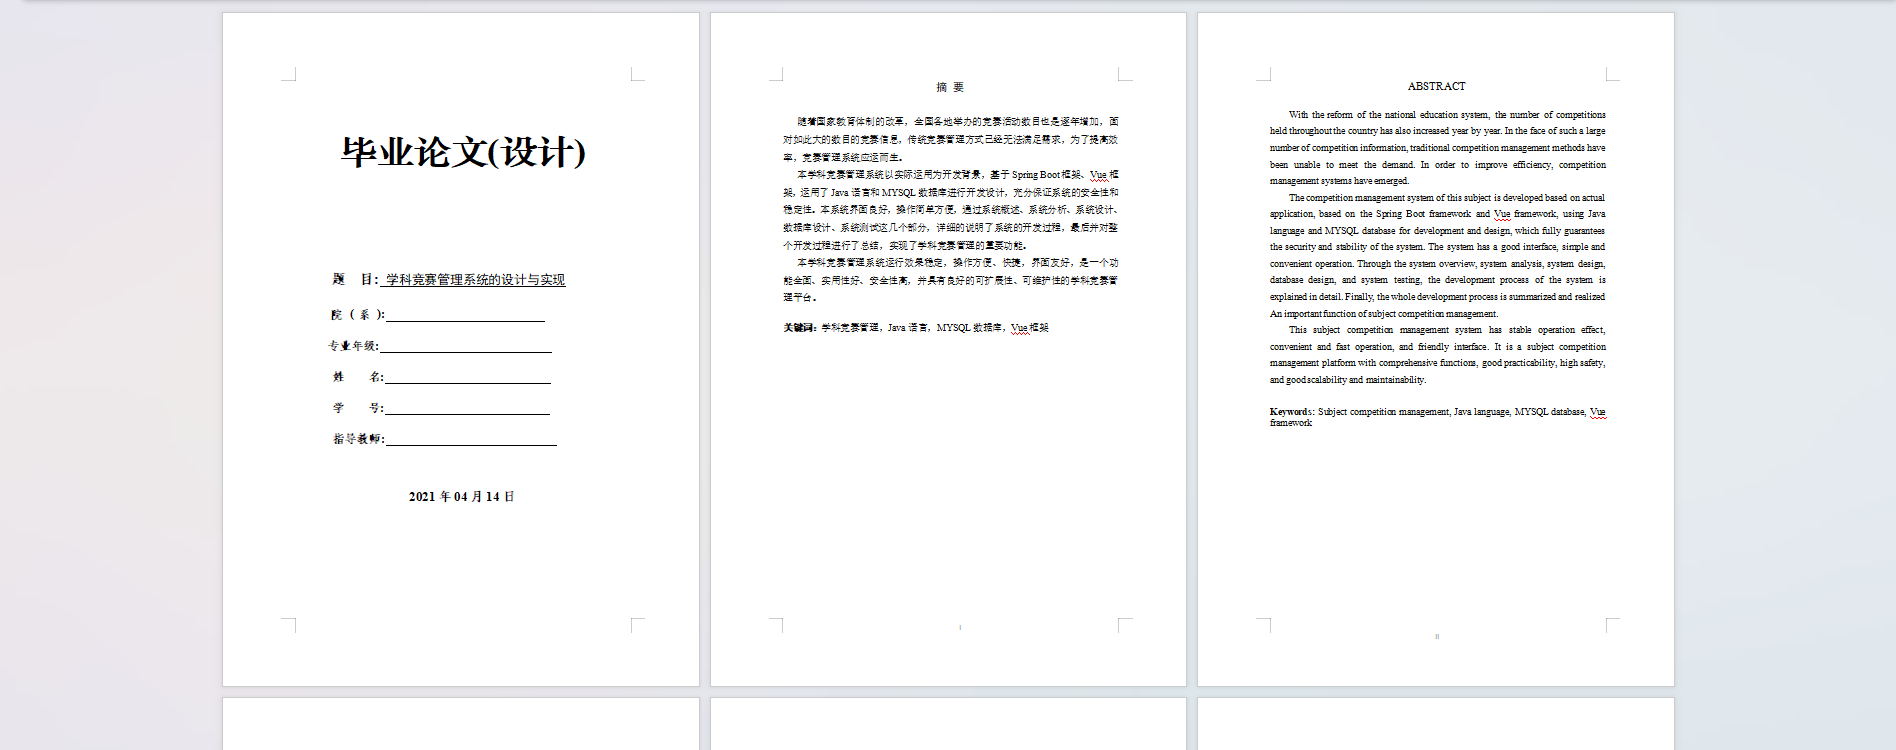 毕业论文(设计)
题 目: 学科竞赛管理系统的设计与实现
院 ( 系 ):
专业年级:
姓 名:
学 号:
指导教师:
2021 年 04 月 14 日
摘 要
随着国家教育体制的改革，全国各地举办的竞赛活动数目也是逐年增加，面
对如此大的数目的竞赛信息，传统竞赛管理方式已经无法满足需求，为了提高效
率，竞赛管理系统应运而生。
本学科竞赛管理系统以实际运用为开发背景，基于 Spring Boot 框架、Vue 框
架，运用了 Java 语言和 MYSQL 数据库进行开发设计，充分保证系统的安全性和
稳定性。本系统界面良好，操作简单方便，通过系统概述、系统分析、系统设计、
数据库设计、系统测试这几个部分，详细的说明了系统的开发过程，最后并对整
个开发过程进行了总结，实现了学科竞赛管理的重要功能。
本学科竞赛管理系统运行效果稳定，操作方便、快捷，界面友好，是一个功
能全面、实用性好、安全性高，并具有良好的可扩展性、可维护性的学科竞赛管
理平台。
关键词：学科竞赛管理，Java 语言，MYSQL 数据库，Vue 框架
I
ABSTRACT
With the reform of the national education system, the number of competitions
held throughout the country has also increased year by year. In the face of such a large
number of competition information, traditional competition management methods have
been unable to meet the demand. In order to improve efficiency, competition
management systems have emerged.
The competition management system of this subject is developed based on actual
application, based on the Spring Boot framework and Vue framework, using Java
language and MYSQL database for development and design, which fully guarantees
the security and stability of the system. The system has a good interface, simple and
convenient operation. Through the system overview, system analysis, system design,
database design, and system testing, the development process of the system is
explained in detail. Finally, the whole development process is summarized and realized
An important function of subject competition management.
This subject competition management system has stable operation effect,
convenient and fast operation, and friendly interface. It is a subject competition
management platform with comprehensive functions, good practicability, high safety,
and good scalability and maintainability.
Keywords: Subject competition management, Java language, MYSQL database, Vue
framework
II